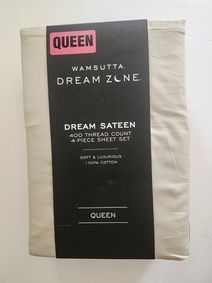 QUEEN
WAMSUTTA.
DREAM ZONE.
DREAM SATEEN
400 THREAD COUNT
4-PIECE SHEET SET
SOFT & LUXURIOUS
100% COTTON
QUEEN